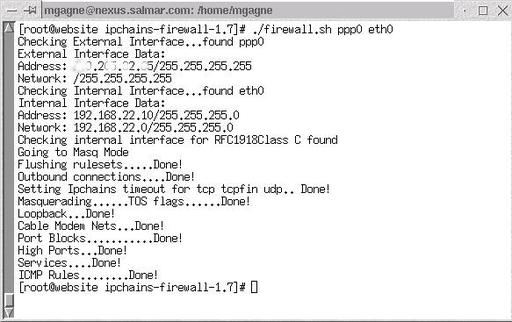 mgagne@nexus.salmar.com: /home/mgagne
[root@website ipchains-firewall-1.7]# ./firewall.sh ppp0 eth0
Checking External Interface...found ppp0
External Interface Data:
Address: /255.255.255.255
Network: /255.255.255.255
Checking Internal Interface...found eth0
Internal Interface Data:
Address: 192.168.22.10/255.255.255.0
Network: 192.168.22.0/255.255.255.0
Checking internal interface for RFC1918Class C found
Going to Masq Mode
Flushing rulesets.....Done!
Outbound connections....Done!
Setting Ipchains timeout for tcp tcpfin udp.. Done!
Masquerading......TOS flags......Done!
Loopback...Done!
Cable Modem Nets...Done!
Port Blocks...........Done!
High Ports...Done!
Services....Done!
ICMP Rules........Done!
[root@website ipchains-firewall-1.7]#